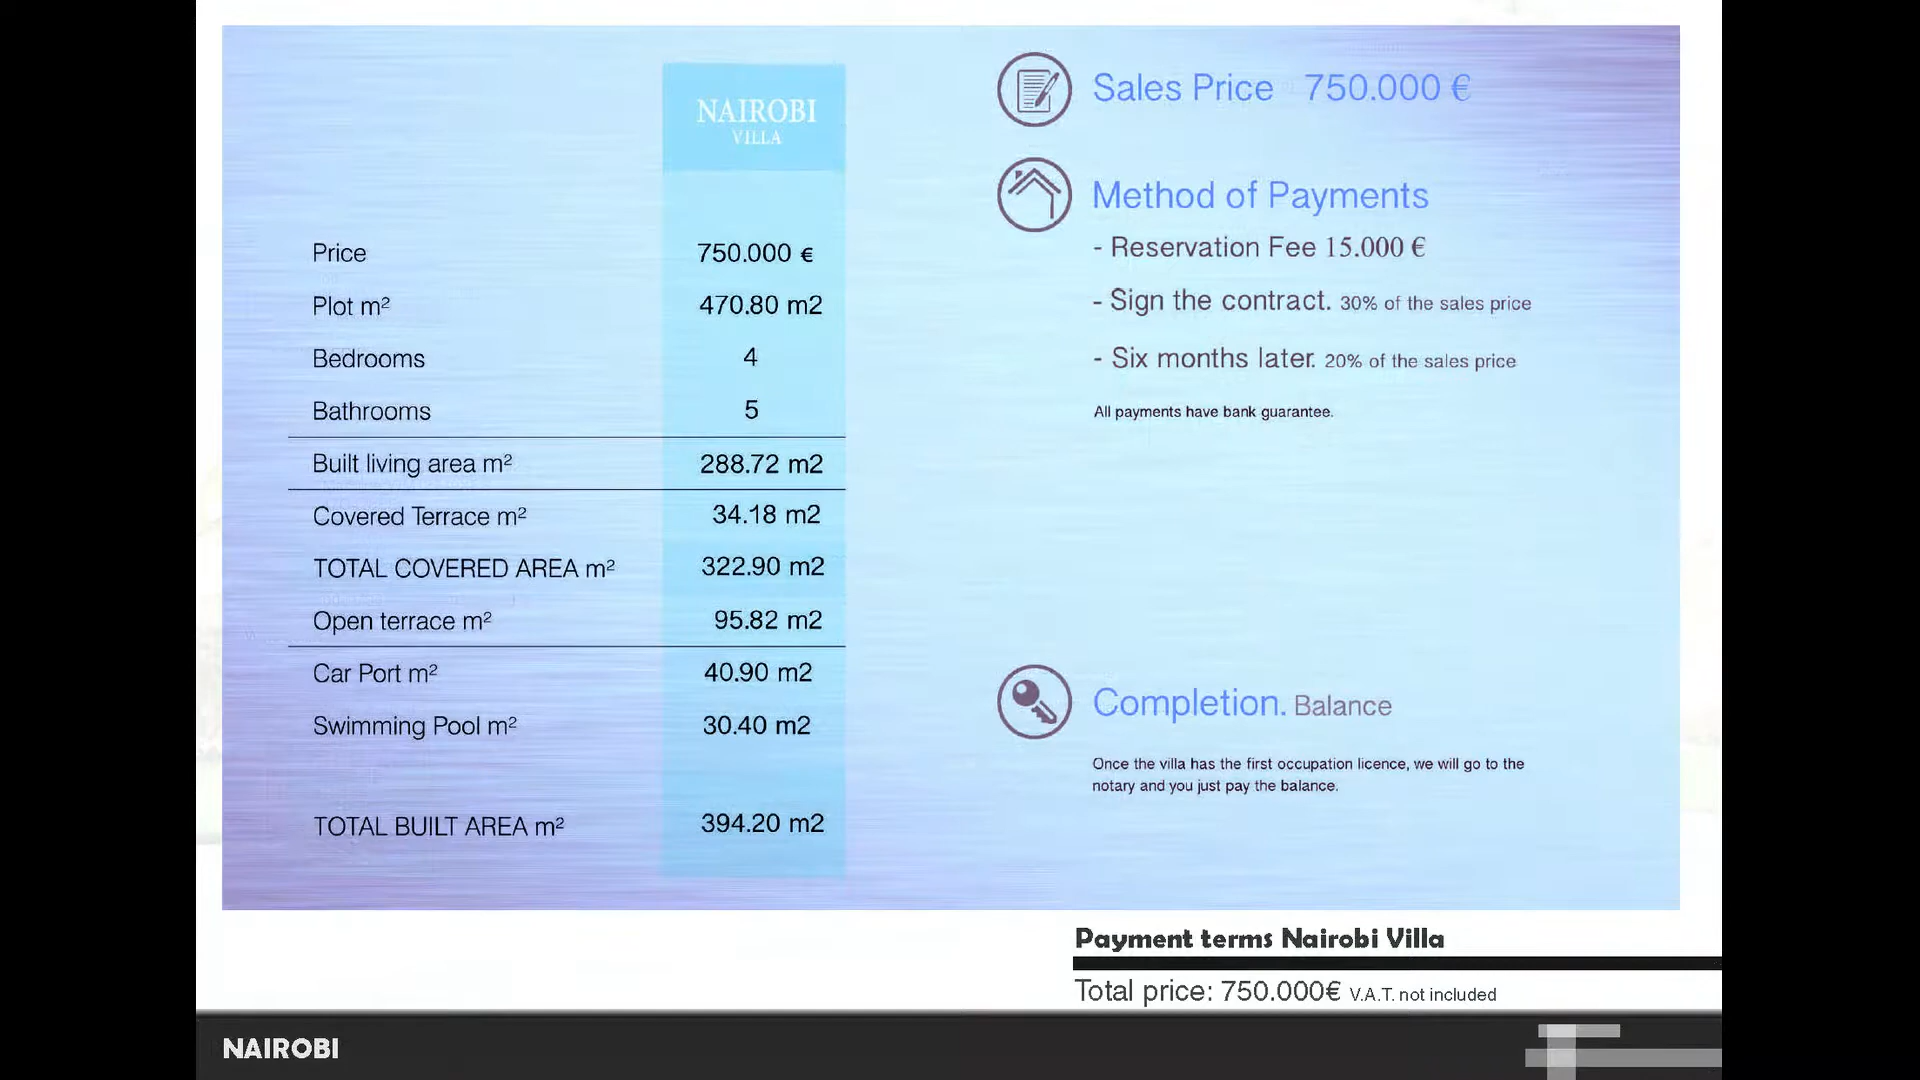 NAIROBI
VILLA
Price 750.000 €
Plot m² 470.80 m2
Bedrooms 4
Bathrooms 5
Built living area m² 288.72 m2
Covered Terrace m² 34.18 m2
TOTAL COVERED AREA m² 322.90 m2
Open terrace m² 95.82 m2
Car Port m² 40.90 m2
Swimming Pool m² 30.40 m2
TOTAL BUILT AREA m² 394.20 m2
Sales Price 750.000 €
Method of Payments
- Reservation Fee 15.000 €
- Sign the contract. 30% of the sales price
- Six months later. 20% of the sales price
All payments have bank guarantee.
Completion. Balance
Once the villa has the first occupation licence, we will go to the
notary and you just pay the balance.
Payment terms Nairobi Villa
Total price: 750.000€ V.A.T. not included
NAIROBI